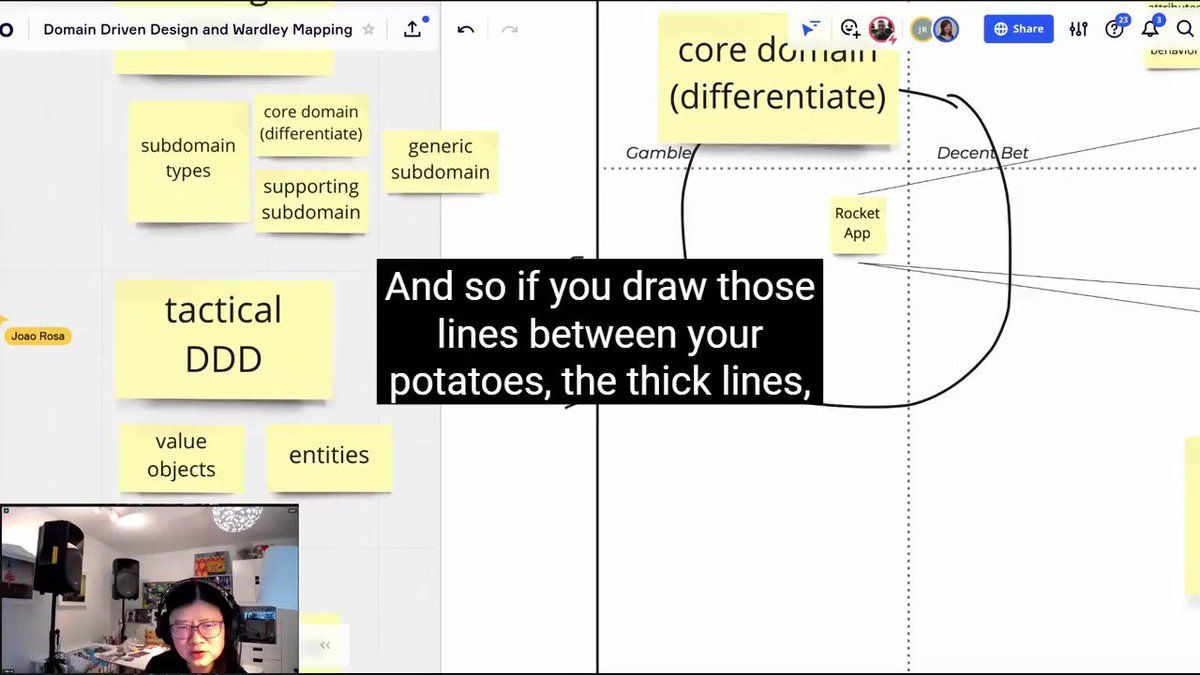 Domain Driven Design and Wardley Mapping
JR
Share
23
3
behavior
core domain
(differentiate)
subdomain
types
core domain
(differentiate)
supporting
subdomain
generic
subdomain
Gamble
Decent Bet
Rocket
App
And so if you draw those
lines between your
potatoes, the thick lines,
tactical
DDD
Joao Rosa
value
objects
entities